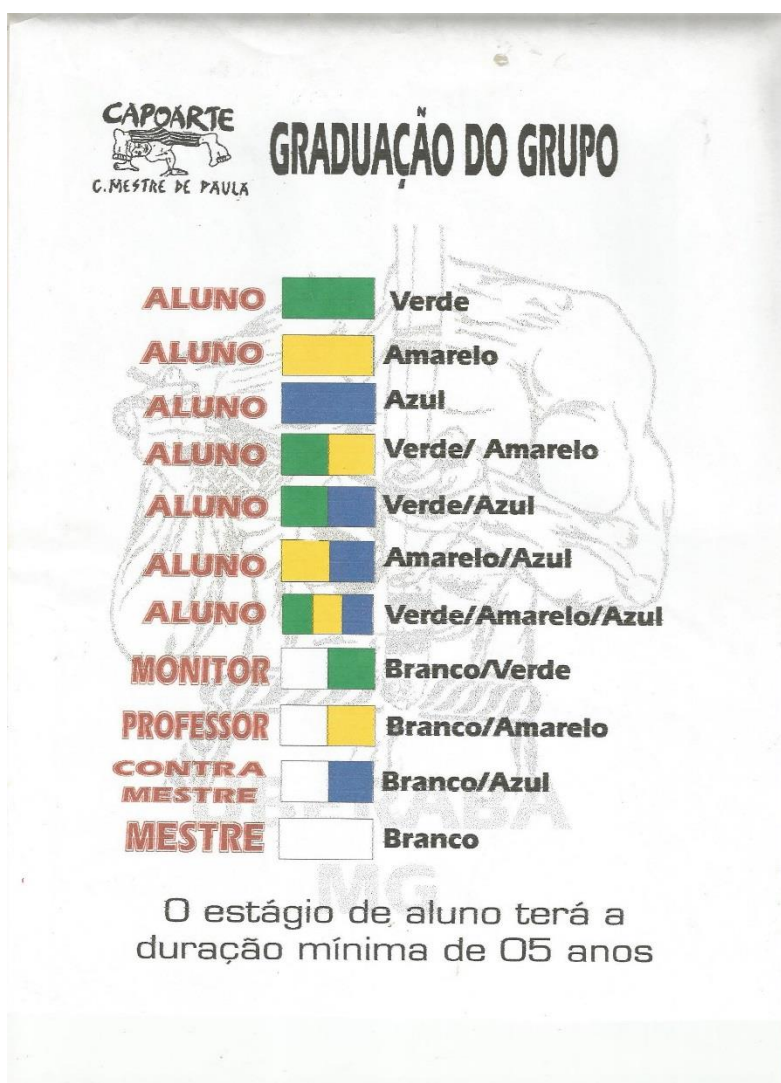 CAPOARTE
C.MESTRE DE PAULA
GRADUAÇÃO DO GRUPO
ALUNO Verde
ALUNO Amarelo
ALUNO Azul
ALUNO Verde/ Amarelo
ALUNO Verde/Azul
ALUNO Amarelo/Azul
ALUNO Verde/Amarelo/Azul
MONITOR Branco/Verde
PROFESSOR Branco/Amarelo
CONTRA
MESTRE Branco/Azul
MESTRE Branco
MG
O estágio de aluno terá a
duração mínima de 05 anos